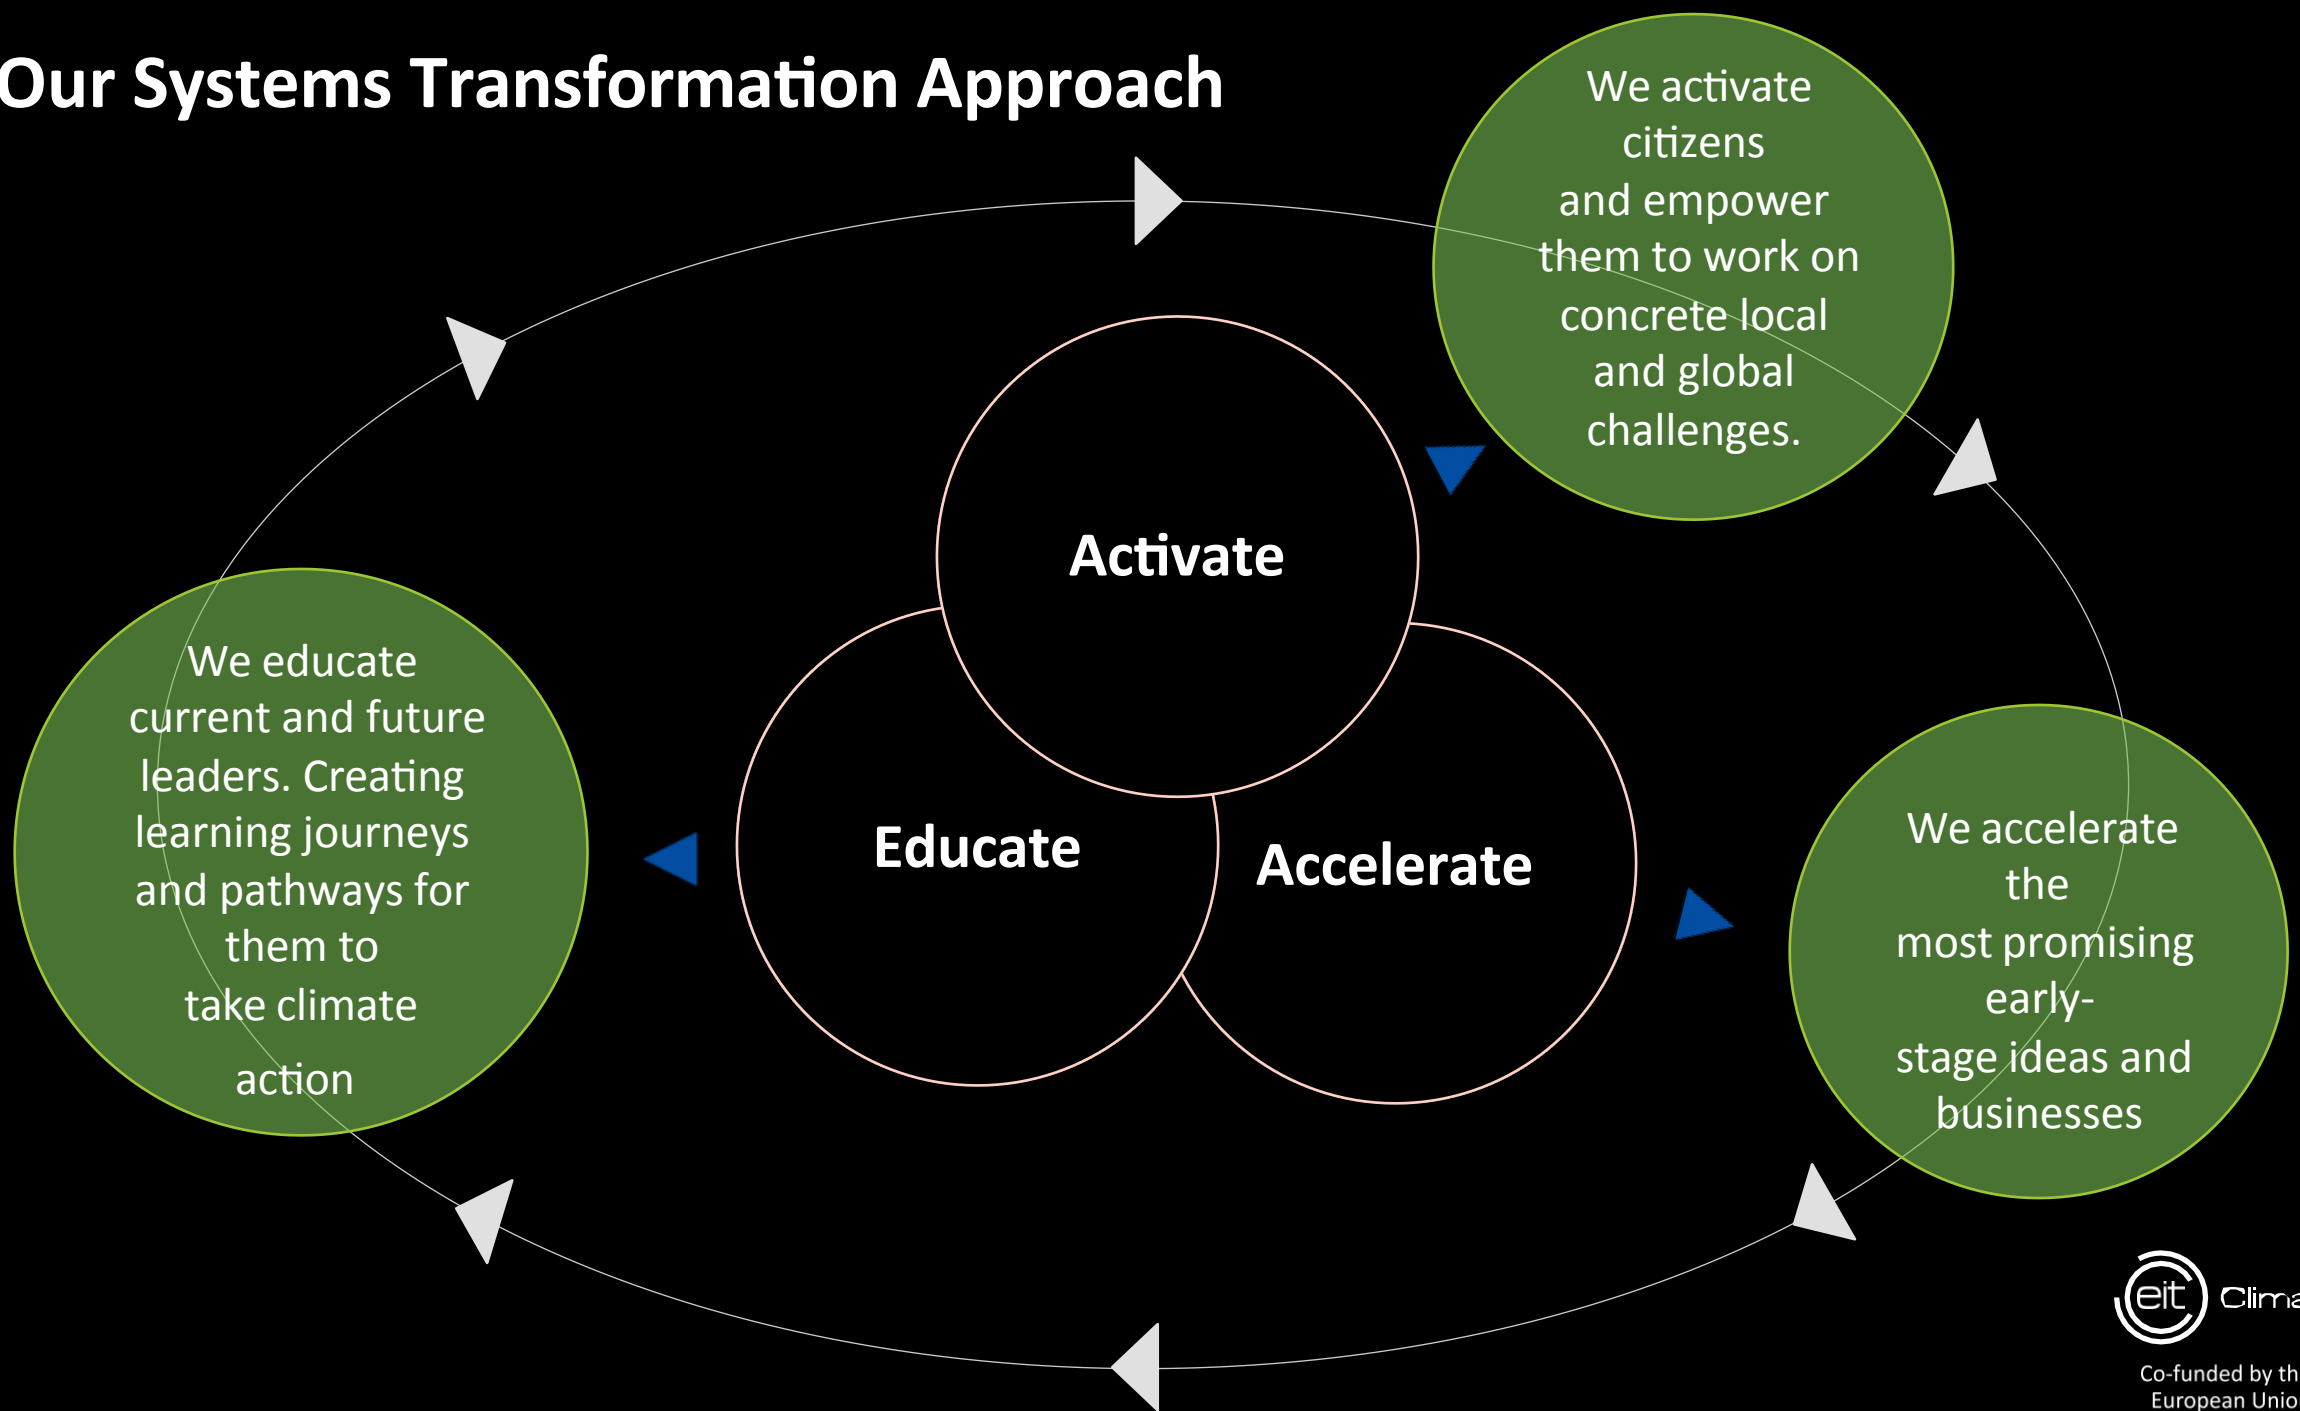 Our Systems Transformation Approach
We activate
citizens
and empower
them to work on
concrete local
and global
challenges.
Activate
Educate
Accelerate
We educate
current and future
leaders. Creating
learning journeys
and pathways for
them to
take climate
action
We accelerate
the
most promising
early-
stage ideas and
businesses
eit Clima
Co-funded by th
European Unio